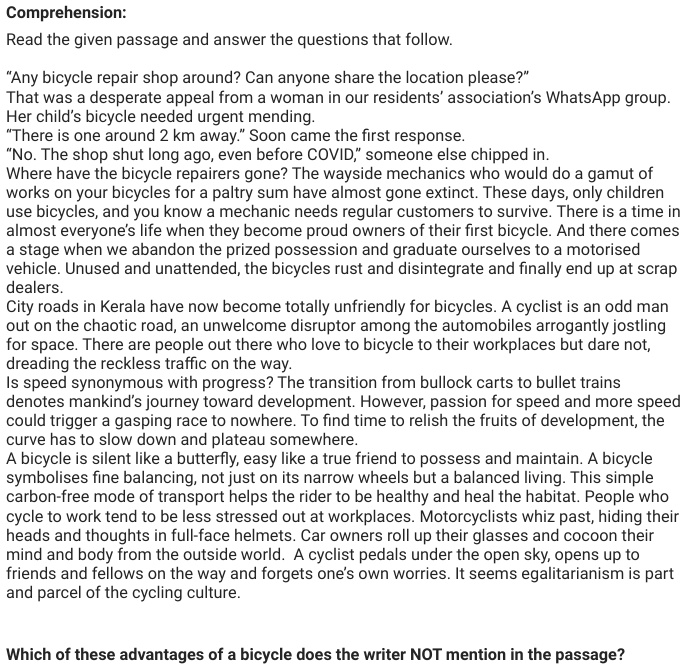 Comprehension:
Read the given passage and answer the questions that follow.
“Any bicycle repair shop around? Can anyone share the location please?”
That was a desperate appeal from a woman in our residents’ association’s WhatsApp group.
Her child’s bicycle needed urgent mending.
“There is one around 2 km away.” Soon came the first response.
“No. The shop shut long ago, even before COVID,” someone else chipped in.
Where have the bicycle repairers gone? The wayside mechanics who would do a gamut of
works on your bicycles for a paltry sum have almost gone extinct. These days, only children
use bicycles, and you know a mechanic needs regular customers to survive. There is a time in
almost everyone’s life when they become proud owners of their first bicycle. And there comes
a stage when we abandon the prized possession and graduate ourselves to a motorised
vehicle. Unused and unattended, the bicycles rust and disintegrate and finally end up at scrap
dealers.
City roads in Kerala have now become totally unfriendly for bicycles. A cyclist is an odd man
out on the chaotic road, an unwelcome disruptor among the automobiles arrogantly jostling
for space. There are people out there who love to bicycle to their workplaces but dare not,
dreading the reckless traffic on the way.
Is speed synonymous with progress? The transition from bullock carts to bullet trains
denotes mankind’s journey toward development. However, passion for speed and more speed
could trigger a gasping race to nowhere. To find time to relish the fruits of development, the
curve has to slow down and plateau somewhere.
A bicycle is silent like a butterfly, easy like a true friend to possess and maintain. A bicycle
symbolises fine balancing, not just on its narrow wheels but a balanced living. This simple
carbon-free mode of transport helps the rider to be healthy and heal the habitat. People who
cycle to work tend to be less stressed out at workplaces. Motorcyclists whiz past, hiding their
heads and thoughts in full-face helmets. Car owners roll up their glasses and cocoon their
mind and body from the outside world.  A cyclist pedals under the open sky, opens up to
friends and fellows on the way and forgets one’s own worries. It seems egalitarianism is part
and parcel of the cycling culture.
Which of these advantages of a bicycle does the writer NOT mention in the passage?